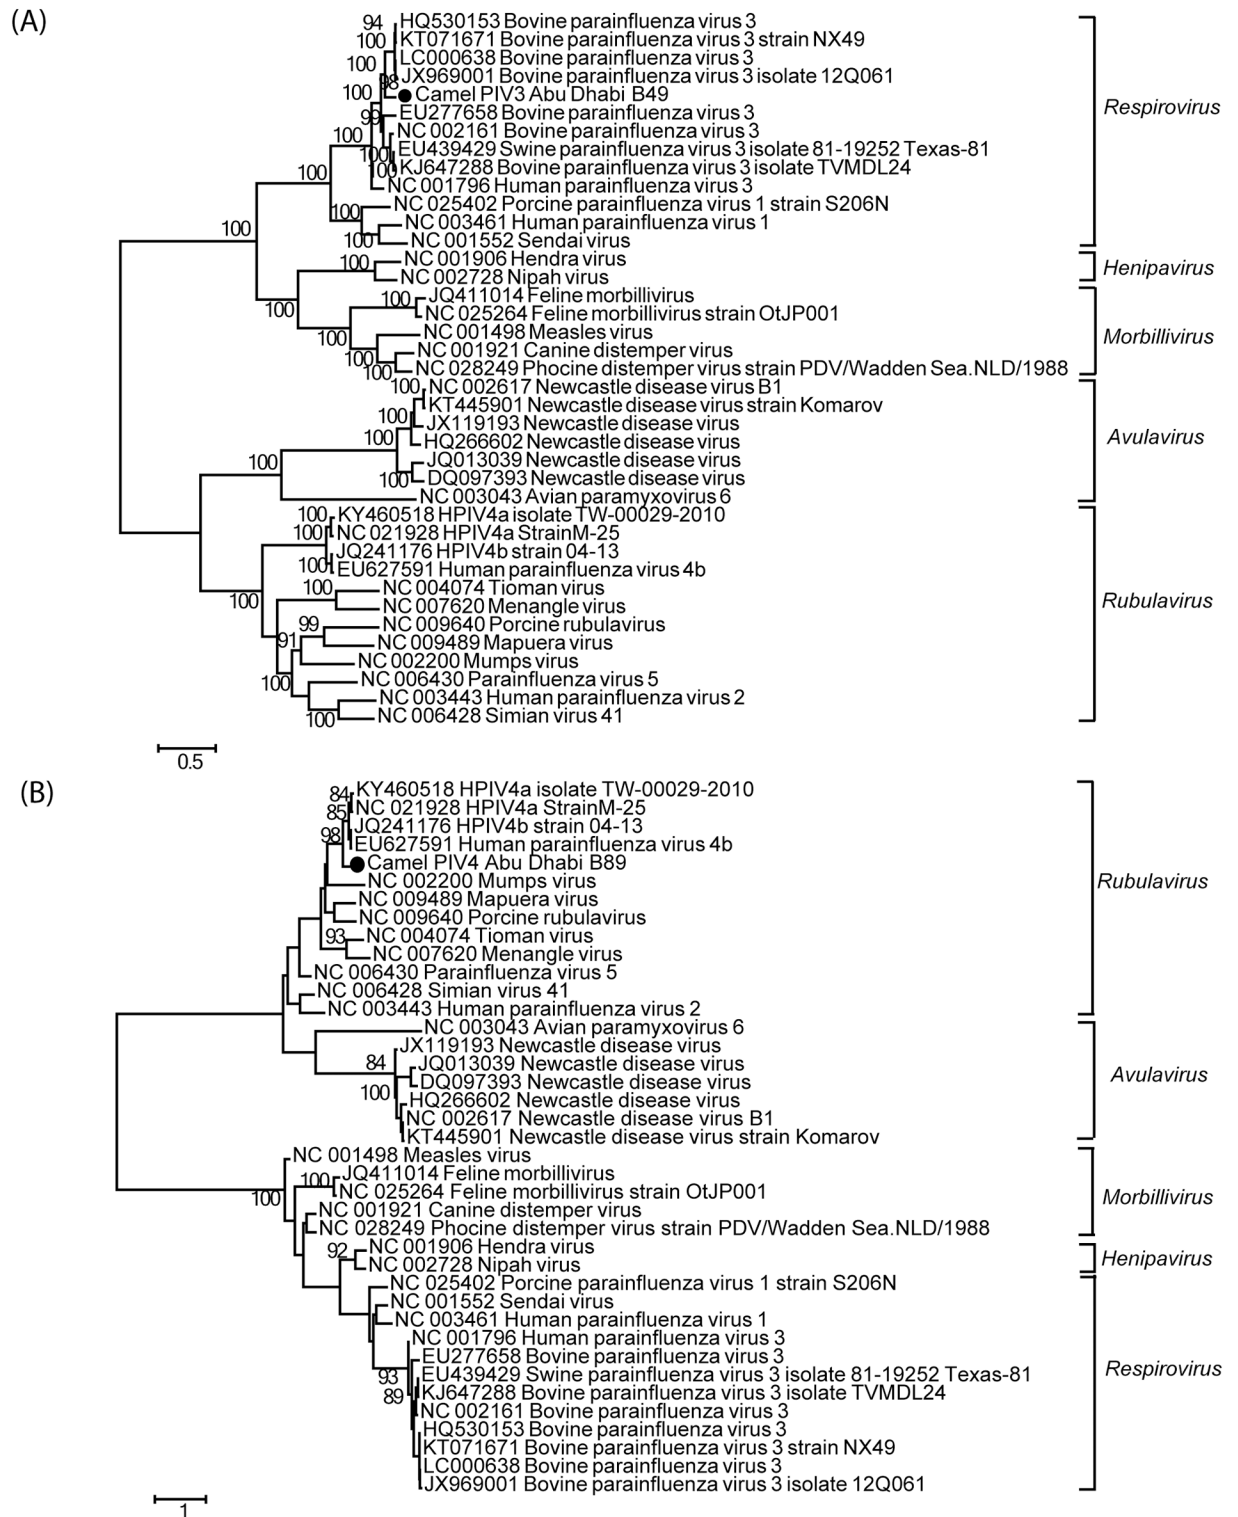 (A)
94
HQ530153 Bovine parainfluenza virus 3
100
KT071671 Bovine parainfluenza virus 3 strain NX49
100
LC000638 Bovine parainfluenza virus 3
98
JX969001 Bovine parainfluenza virus 3 isolate 12Q061
100
Camel PIV3 Abu Dhabi B49
Respirovirus
99
EU277658 Bovine parainfluenza virus 3
100
NC 002161 Bovine parainfluenza virus 3
100
EU439429 Swine parainfluenza virus 3 isolate 81-19252 Texas-81
100
KJ647288 Bovine parainfluenza virus 3 isolate TVMDL24
100
NC 001796 Human parainfluenza virus 3
NC 025402 Porcine parainfluenza virus 1 strain S206N
100
NC 003461 Human parainfluenza virus 1
100
100
NC 001552 Sendai virus
100
NC 001906 Hendra virus
Henipavirus
NC 002728 Nipah virus
100
JQ411014 Feline morbillivirus
100
NC 025264 Feline morbillivirus strain OtJP001
100
NC 001498 Measles virus
Morbillivirus
100
NC 001921 Canine distemper virus
100
NC 028249 Phocine distemper virus strain PDV/Wadden Sea.NLD/1988
100
NC 002617 Newcastle disease virus B1
KT445901 Newcastle disease virus strain Komarov
100
JX119193 Newcastle disease virus
100
HQ266602 Newcastle disease virus
Avulavirus
100
JQ013039 Newcastle disease virus
100
DQ097393 Newcastle disease virus
NC 003043 Avian paramyxovirus 6
100
KY460518 HPIV4a isolate TW-00029-2010
100
NC 021928 HPIV4a StrainM-25
JQ241176 HPIV4b strain 04-13
100
EU627591 Human parainfluenza virus 4b
100
NC 004074 Tioman virus
100
NC 007620 Menangle virus
Rubulavirus
99
NC 009640 Porcine rubulavirus
91
NC 009489 Mapuera virus
NC 002200 Mumps virus
100
NC 006430 Parainfluenza virus 5
NC 003443 Human parainfluenza virus 2
100
NC 006428 Simian virus 41
0.5
(B)
84
KY460518 HPIV4a isolate TW-00029-2010
85
NC 021928 HPIV4a StrainM-25
98
JQ241176 HPIV4b strain 04-13
EU627591 Human parainfluenza virus 4b
Camel PIV4 Abu Dhabi B89
NC 002200 Mumps virus
Rubulavirus
NC 009489 Mapuera virus
NC 009640 Porcine rubulavirus
93
NC 004074 Tioman virus
NC 007620 Menangle virus
NC 006430 Parainfluenza virus 5
NC 006428 Simian virus 41
NC 003443 Human parainfluenza virus 2
NC 003043 Avian paramyxovirus 6
JX119193 Newcastle disease virus
84
JQ013039 Newcastle disease virus
Avulavirus
DQ097393 Newcastle disease virus
100
HQ266602 Newcastle disease virus
NC 002617 Newcastle disease virus B1
KT445901 Newcastle disease virus strain Komarov
NC 001498 Measles virus
100
JQ411014 Feline morbillivirus
100
NC 025264 Feline morbillivirus strain OtJP001
Morbillivirus
NC 001921 Canine distemper virus
NC 028249 Phocine distemper virus strain PDV/Wadden Sea.NLD/1988
92
NC 001906 Hendra virus
Henipavirus
NC 002728 Nipah virus
NC 025402 Porcine parainfluenza virus 1 strain S206N
NC 001552 Sendai virus
NC 003461 Human parainfluenza virus 1
NC 001796 Human parainfluenza virus 3
EU277658 Bovine parainfluenza virus 3
Respirovirus
93
EU439429 Swine parainfluenza virus 3 isolate 81-19252 Texas-81
89
KJ647288 Bovine parainfluenza virus 3 isolate TVMDL24
NC 002161 Bovine parainfluenza virus 3
HQ530153 Bovine parainfluenza virus 3
KT071671 Bovine parainfluenza virus 3 strain NX49
LC000638 Bovine parainfluenza virus 3
JX969001 Bovine parainfluenza virus 3 isolate 12Q061
1